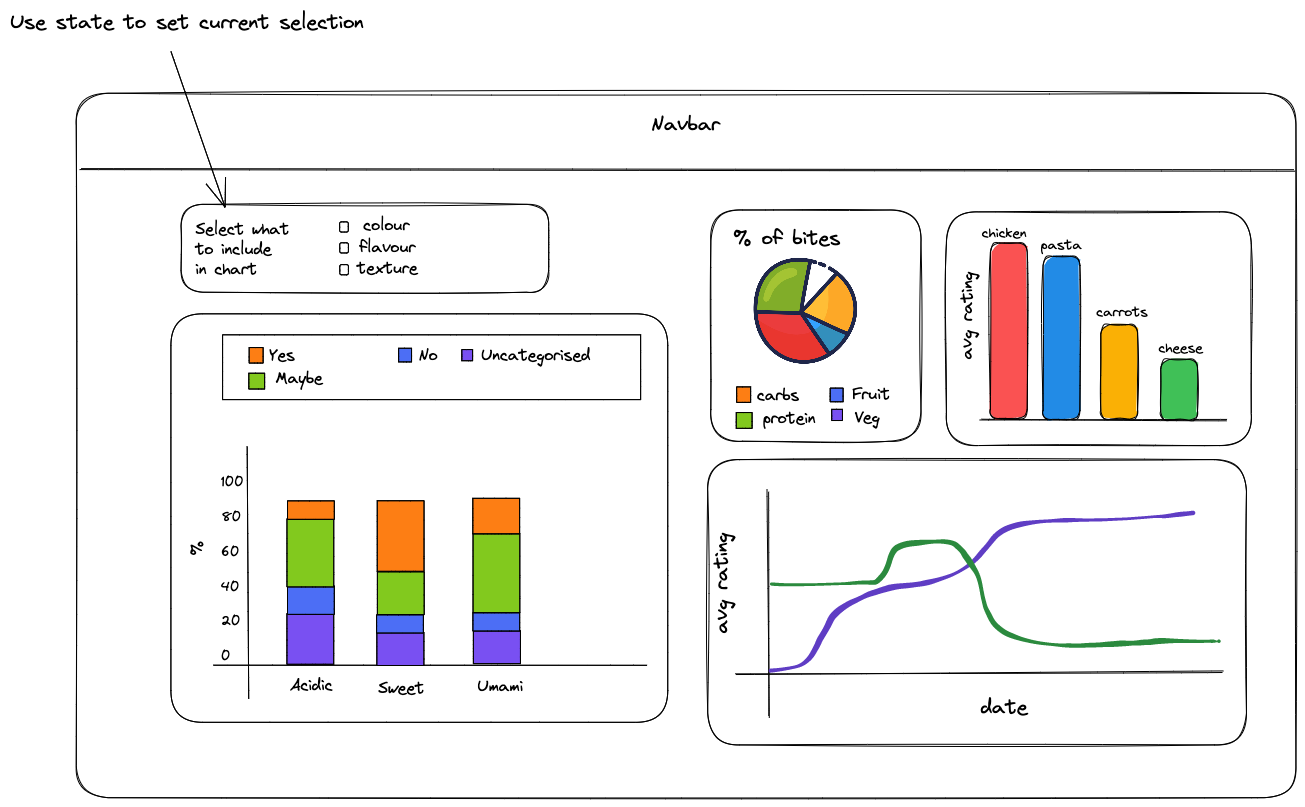 Use state to set current selection
Navbar
Select what
to include
in chart
colour
flavour
texture
Yes
No
Uncategorised
Maybe
%
100
80
60
40
20
0
Acidic
Sweet
Umami
% of bites
carbs
Fruit
protein
Veg
avg rating
chicken
pasta
carrots
cheese
avg rating
date